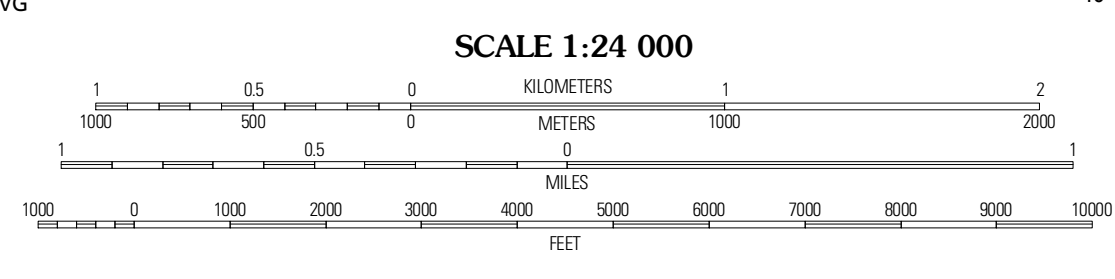 SCALE 1:24 000
1 0.5 0 KILOMETERS 1 2
1000 500 0 METERS 1000 2000
1 0.5 0 1
MILES
1000 0 1000 2000 3000 4000 5000 6000 7000 8000 9000 10000
FEET